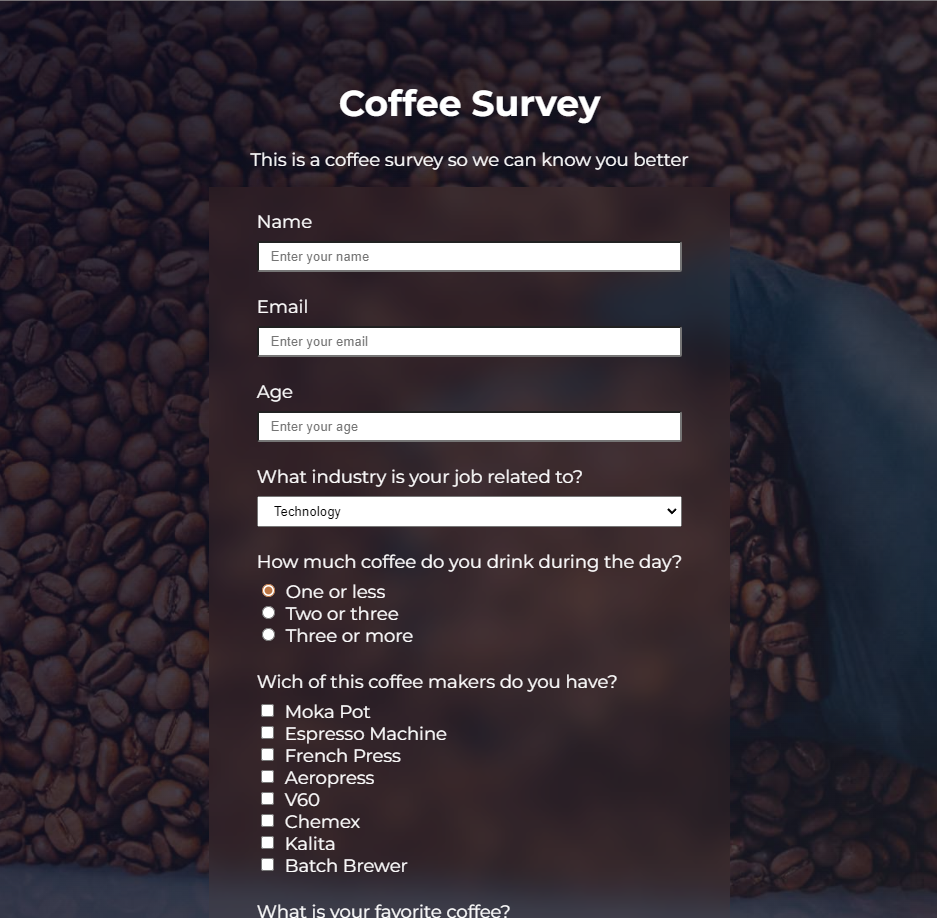 Coffee Survey
This is a coffee survey so we can know you better
Name
Enter your name
Email
Enter your email
Age
Enter your age
What industry is your job related to?
Technology
How much coffee do you drink during the day?
One or less
Two or three
Three or more
Wich of this coffee makers do you have?
Moka Pot
Espresso Machine
French Press
Aeropress
V60
Chemex
Kalita
Batch Brewer
What is your favorite coffee?